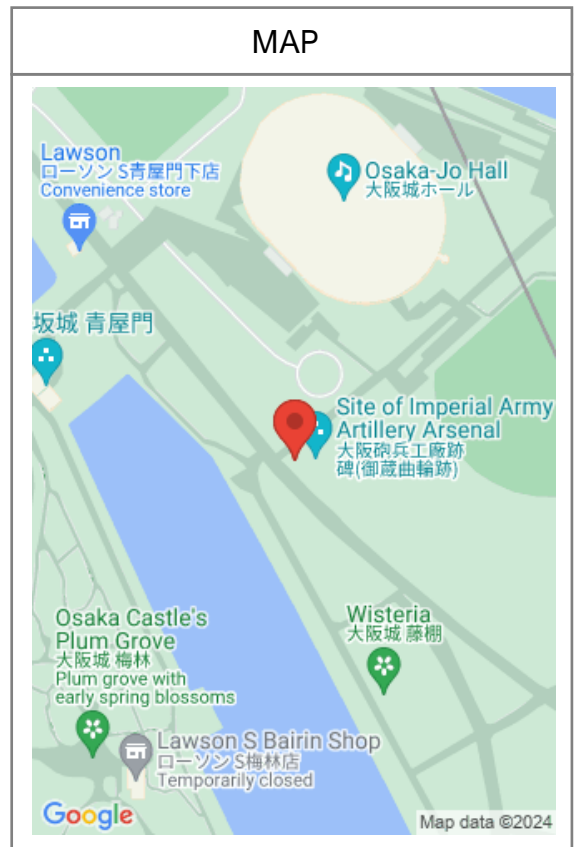 MAP
Lawson
ローソン S青屋門下店
Convenience store
Osaka-Jo Hall
大阪城ホール
坂城 青屋門
Site of Imperial Army
Artillery Arsenal
大阪砲兵工廠跡
碑(御蔵曲輪跡)
Osaka Castle's
Plum Grove
大阪城 梅林
Plum grove with
early spring blossoms
Wisteria
大阪城 藤棚
Lawson S Bairin Shop
ローソン S梅林店
Temporarily closed
Google
Map data ©2024